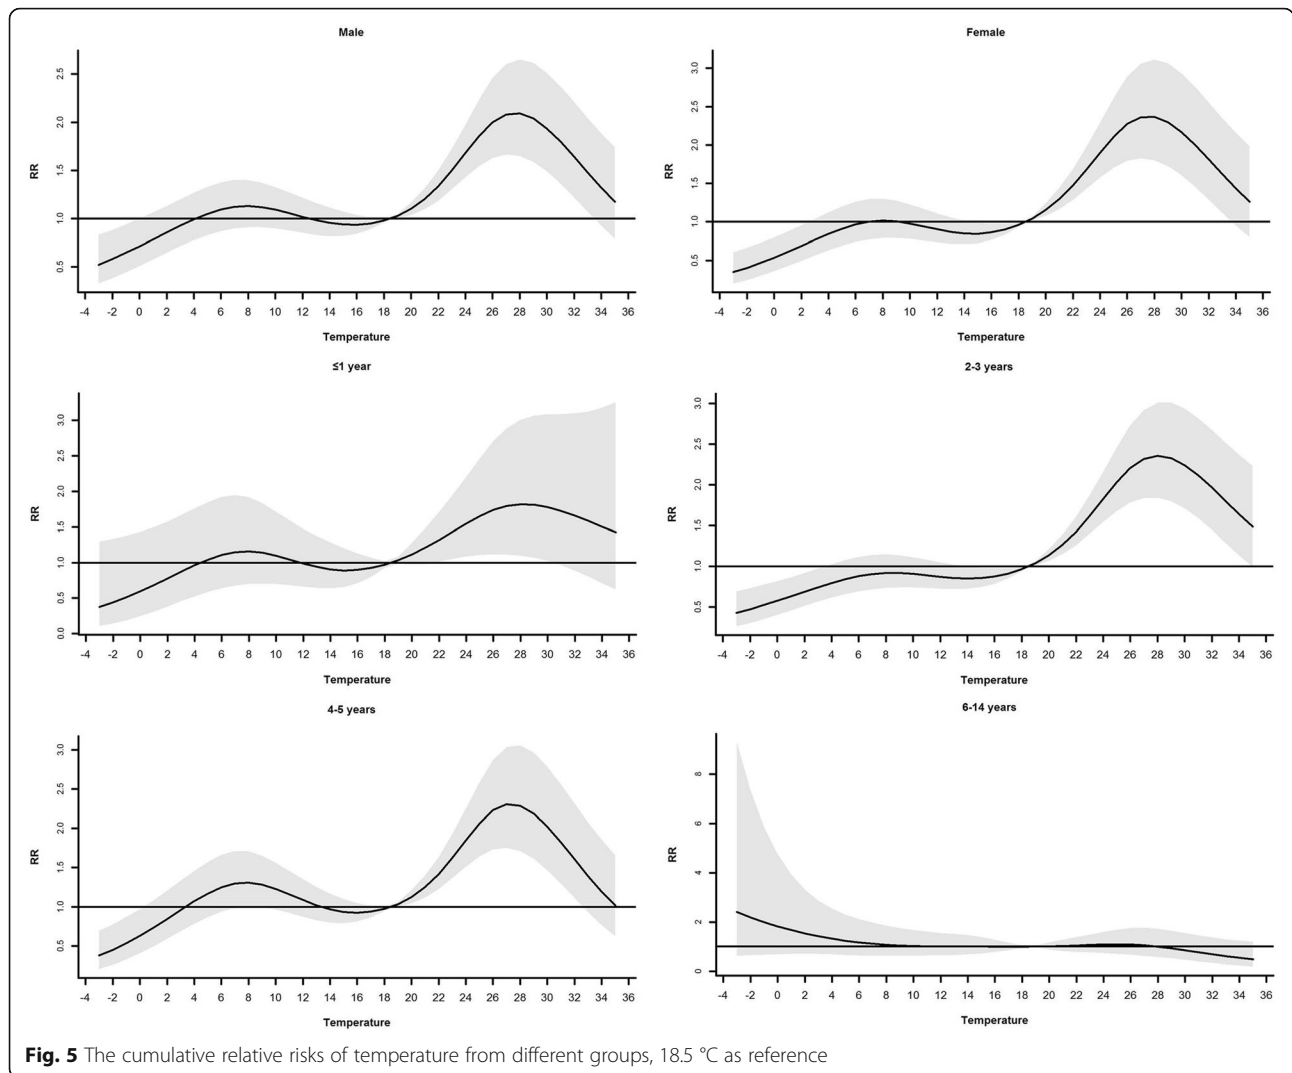 Male
Female
RR
2.5
2.0
1.5
1.0
0.5
-4 -2 0 2 4 6 8 10 12 14 16 18 20 22 24 26 28 30 32 34 36
Temperature
RR
3.0
2.5
2.0
1.5
1.0
0.5
-4 -2 0 2 4 6 8 10 12 14 16 18 20 22 24 26 28 30 32 34 36
Temperature
≤1 year
2-3 years
RR
3.0
2.5
2.0
1.5
1.0
0.5
0.0
-4 -2 0 2 4 6 8 10 12 14 16 18 20 22 24 26 28 30 32 34 36
Temperature
RR
3.0
2.5
2.0
1.5
1.0
0.5
-4 -2 0 2 4 6 8 10 12 14 16 18 20 22 24 26 28 30 32 34 36
Temperature
4-5 years
6-14 years
RR
3.0
2.5
2.0
1.5
1.0
0.5
-4 -2 0 2 4 6 8 10 12 14 16 18 20 22 24 26 28 30 32 34 36
Temperature
RR
8
6
4
2
0
-4 -2 0 2 4 6 8 10 12 14 16 18 20 22 24 26 28 30 32 34 36
Temperature
Fig. 5 The cumulative relative risks of temperature from different groups, 18.5 °C as reference